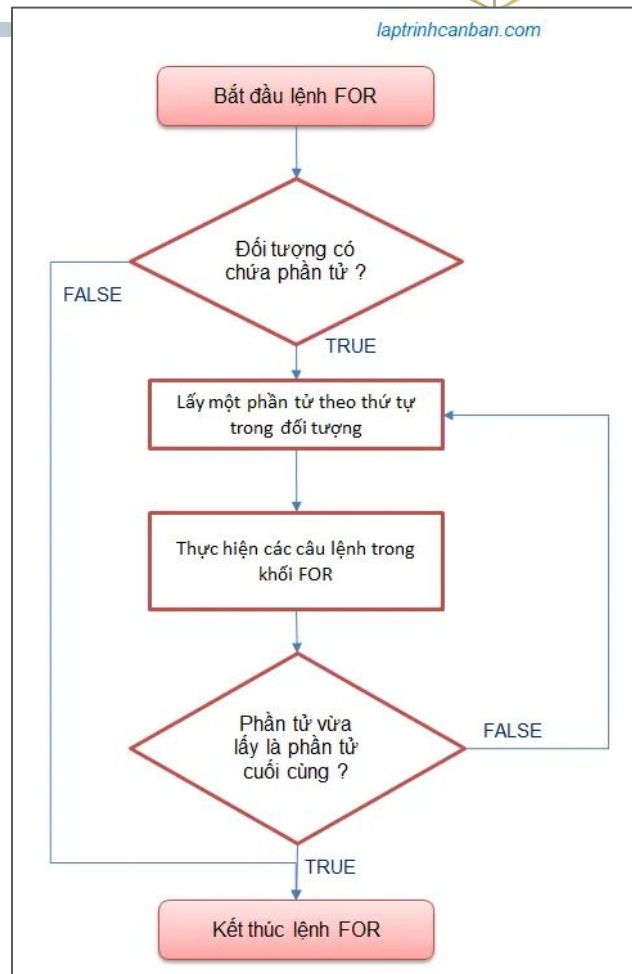 laptrinhcanban.com
Bắt đầu lệnh FOR
Đối tượng có
chứa phần tử ?
FALSE
TRUE
Lấy một phần tử theo thứ tự
trong đối tượng
Thực hiện các câu lệnh trong
khối FOR
Phần tử vừa
lấy là phần tử
cuối cùng ?
FALSE
TRUE
Kết thúc lệnh FOR